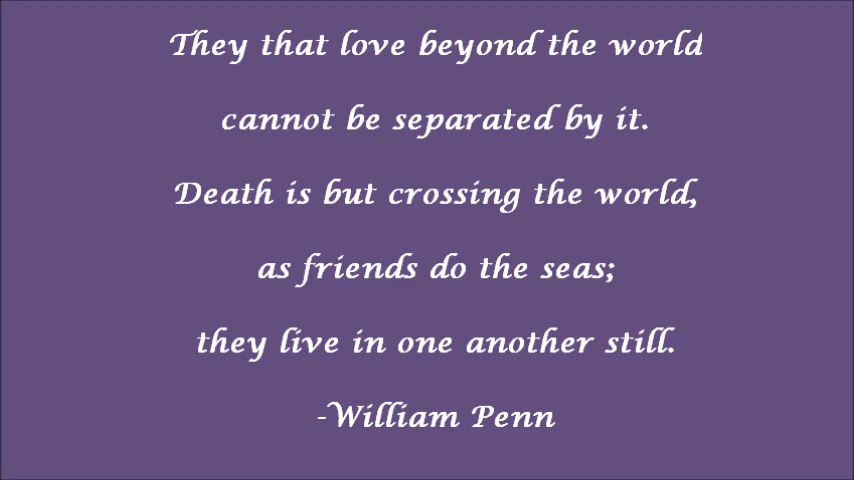 They that love beyond the world
cannot be separated by it.
Death is but crossing the world,
as friends do the seas;
they live in one another still.
-William Penn